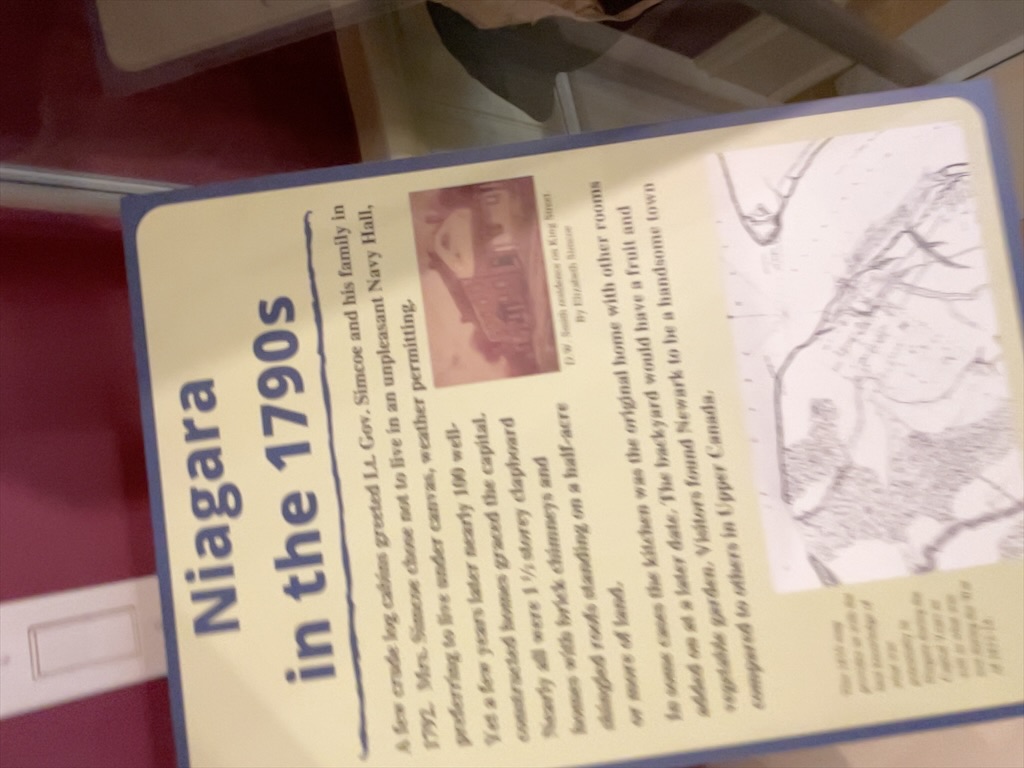 Niagara
in the 1790s
A few crude log cabins greeted Lt. Gov. Simcoe and his family in
1792. Mrs. Simcoe chose not to live in an unpleasant Navy Hall,
preferring to live under canvas, weather permitting.
Yet a few years later nearly 100 well-
constructed homes graced the capital.
Nearly all were 1 ½ storey clapboard
homes with brick chimneys and
shingled roofs standing on a half-acre
or more of land.
D.W. Smith residence on King Street
By Elizabeth Simcoe
In some cases the kitchen was the original home with other rooms
added on at a later date. The backyard would have a fruit and
vegetable garden. Visitors found Newark to be a handsome town
compared to others in Upper Canada.